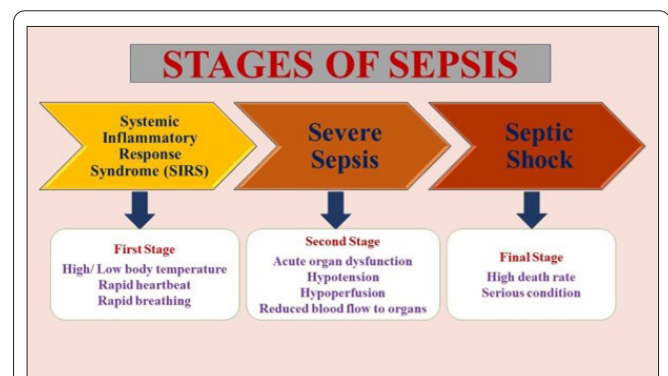 STAGES OF SEPSIS
Systemic
Inflammatory
Response
Syndrome (SIRS)
Severe
Sepsis
Septic
Shock
First Stage
High/ Low body temperature
Rapid heartbeat
Rapid breathing
Second Stage
Acute organ dysfunction
Hypotension
Hypoperfusion
Reduced blood flow to organs
Final Stage
High death rate
Serious condition